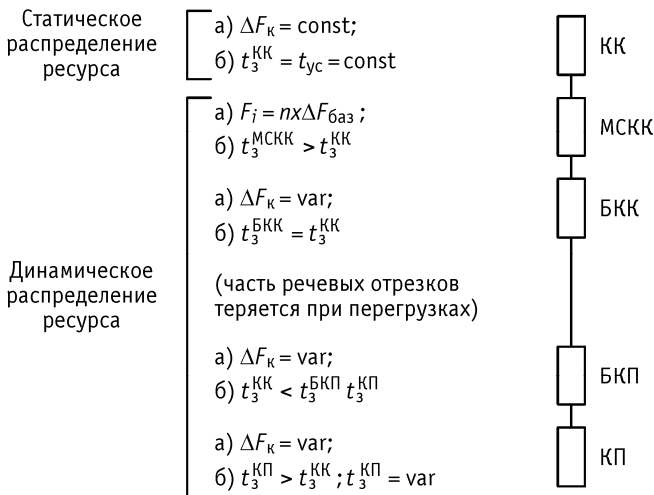 Статическое
распределение
ресурса
а) ΔFк = const;
б) tзКК = tус = const
КК
Динамическое
распределение
ресурса
а) Fi = nxΔFбаз ;
б) tзМСКК > tзКК
МСКК
а) ΔFк = var;
б) tзБКК = tзКК
БКК
(часть речевых отрезков
теряется при перегрузках)
а) ΔFк = var;
б) tзКК < tзБКП tзКП
БКП
а) ΔFк = var;
б) tзКП > tзКК ; tзКП = var
КП